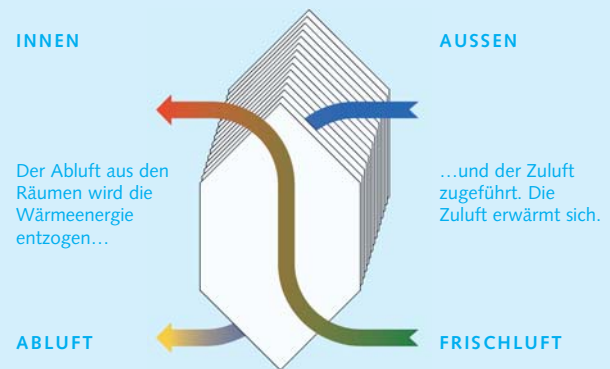 INNEN
AUSSEN
Der Abluft aus den
Räumen wird die
Wärmeenergie
entzogen…
…und der Zuluft
zugeführt. Die
Zuluft erwärmt sich.
ABLUFT
FRISCHLUFT